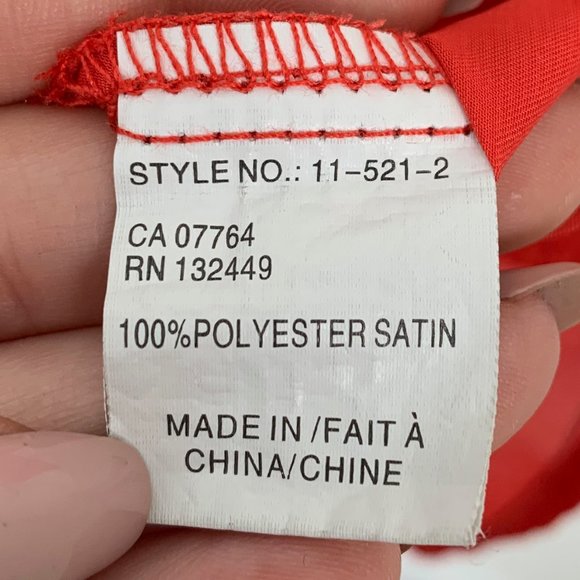 STYLE NO.: 11-521-2
CA 07764
RN 132449
100%POLYESTER SATIN
MADE IN/FAIT À
CHINA/CHINE